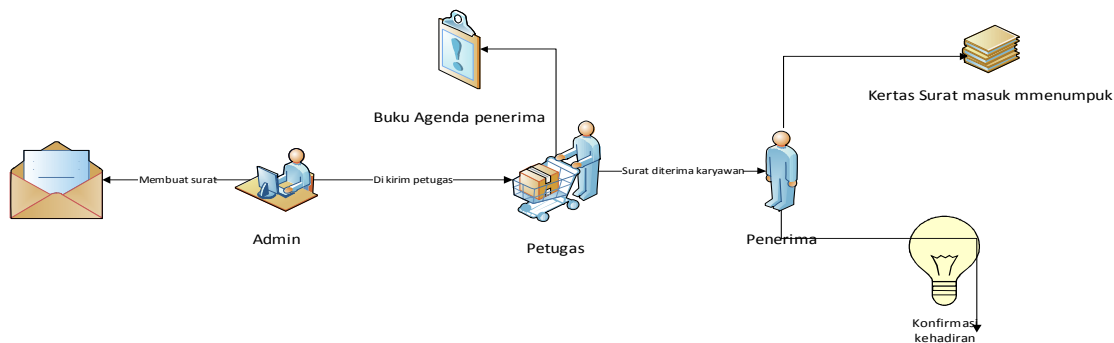 Buku Agenda penerima
Kertas Surat masuk mmenumpuk
Membuat surat
Di kirim petugas
Surat diterima karyawan
Admin
Petugas
Penerima
Konfirmasi
kehadiran